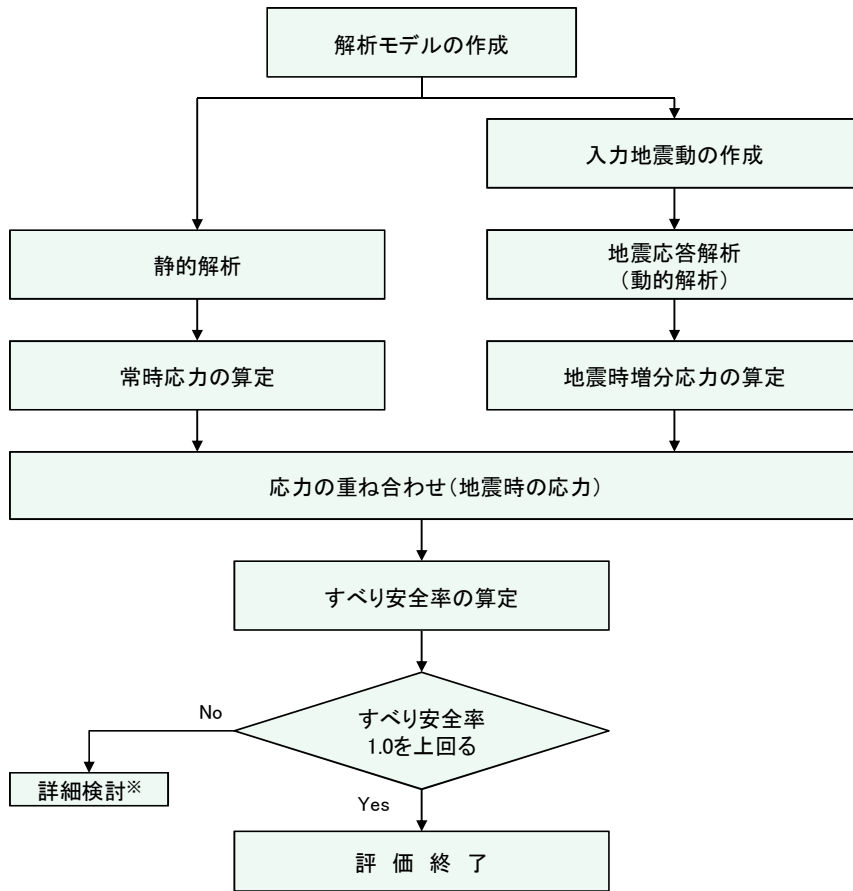 解析モデルの作成
入力地震動の作成
静的解析
地震応答解析
（動的解析）
常時応力の算定
地震時増分応力の算定
応力の重ね合わせ（地震時の応力）
すべり安全率の算定
すべり安全率
1.0を上回る
No
詳細検討※
Yes
評 価 終 了